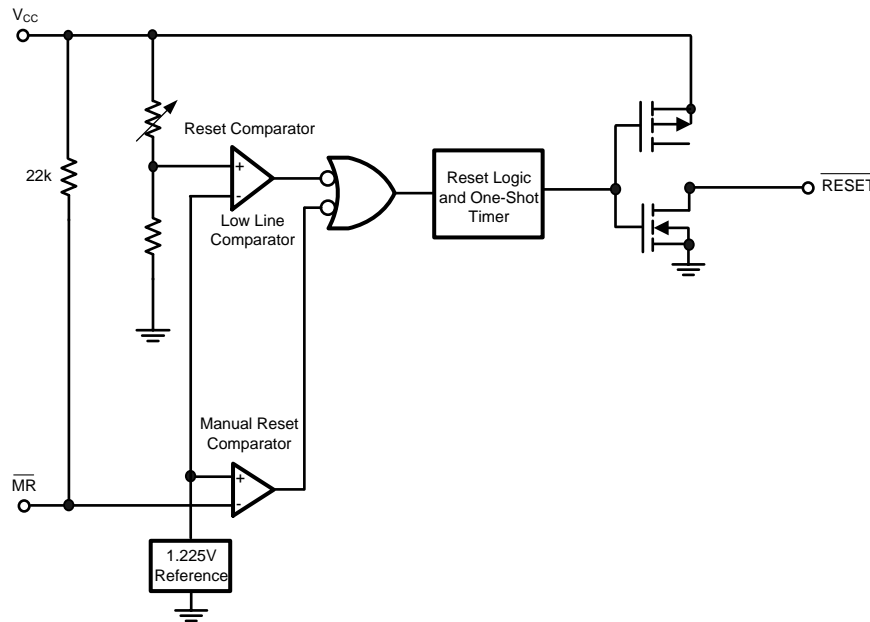 VCC
Reset Comparator
+
-
22k
Low Line
Comparator
Reset Logic
and One-Shot
Timer
RESET
Manual Reset
Comparator
MR
+
-
1.225V
Reference